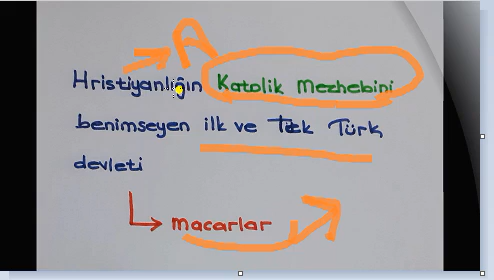 A
Hristiyanlığın Katolik Mezhebini
benimseyen ilk ve Tek Türk
devleti
macarlar